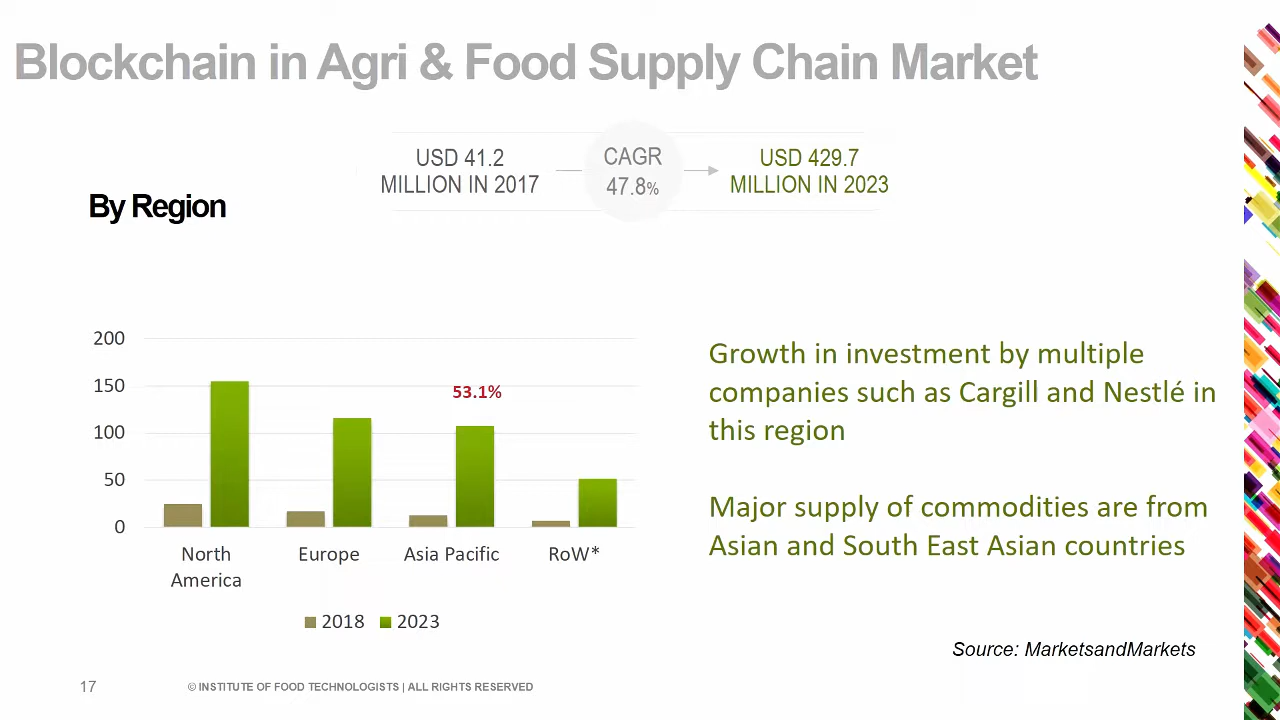 Blockchain in Agri & Food Supply Chain Market
USD 41.2
MILLION IN 2017
CAGR
47.8%
USD 429.7
MILLION IN 2023
By Region
200
150
100
50
0
53.1%
North
America
Europe
Asia Pacific
RoW*
2018
2023
Growth in investment by multiple
companies such as Cargill and Nestlé in
this region
Major supply of commodities are from
Asian and South East Asian countries
Source: MarketsandMarkets
17
© INSTITUTE OF FOOD TECHNOLOGISTS | ALL RIGHTS RESERVED